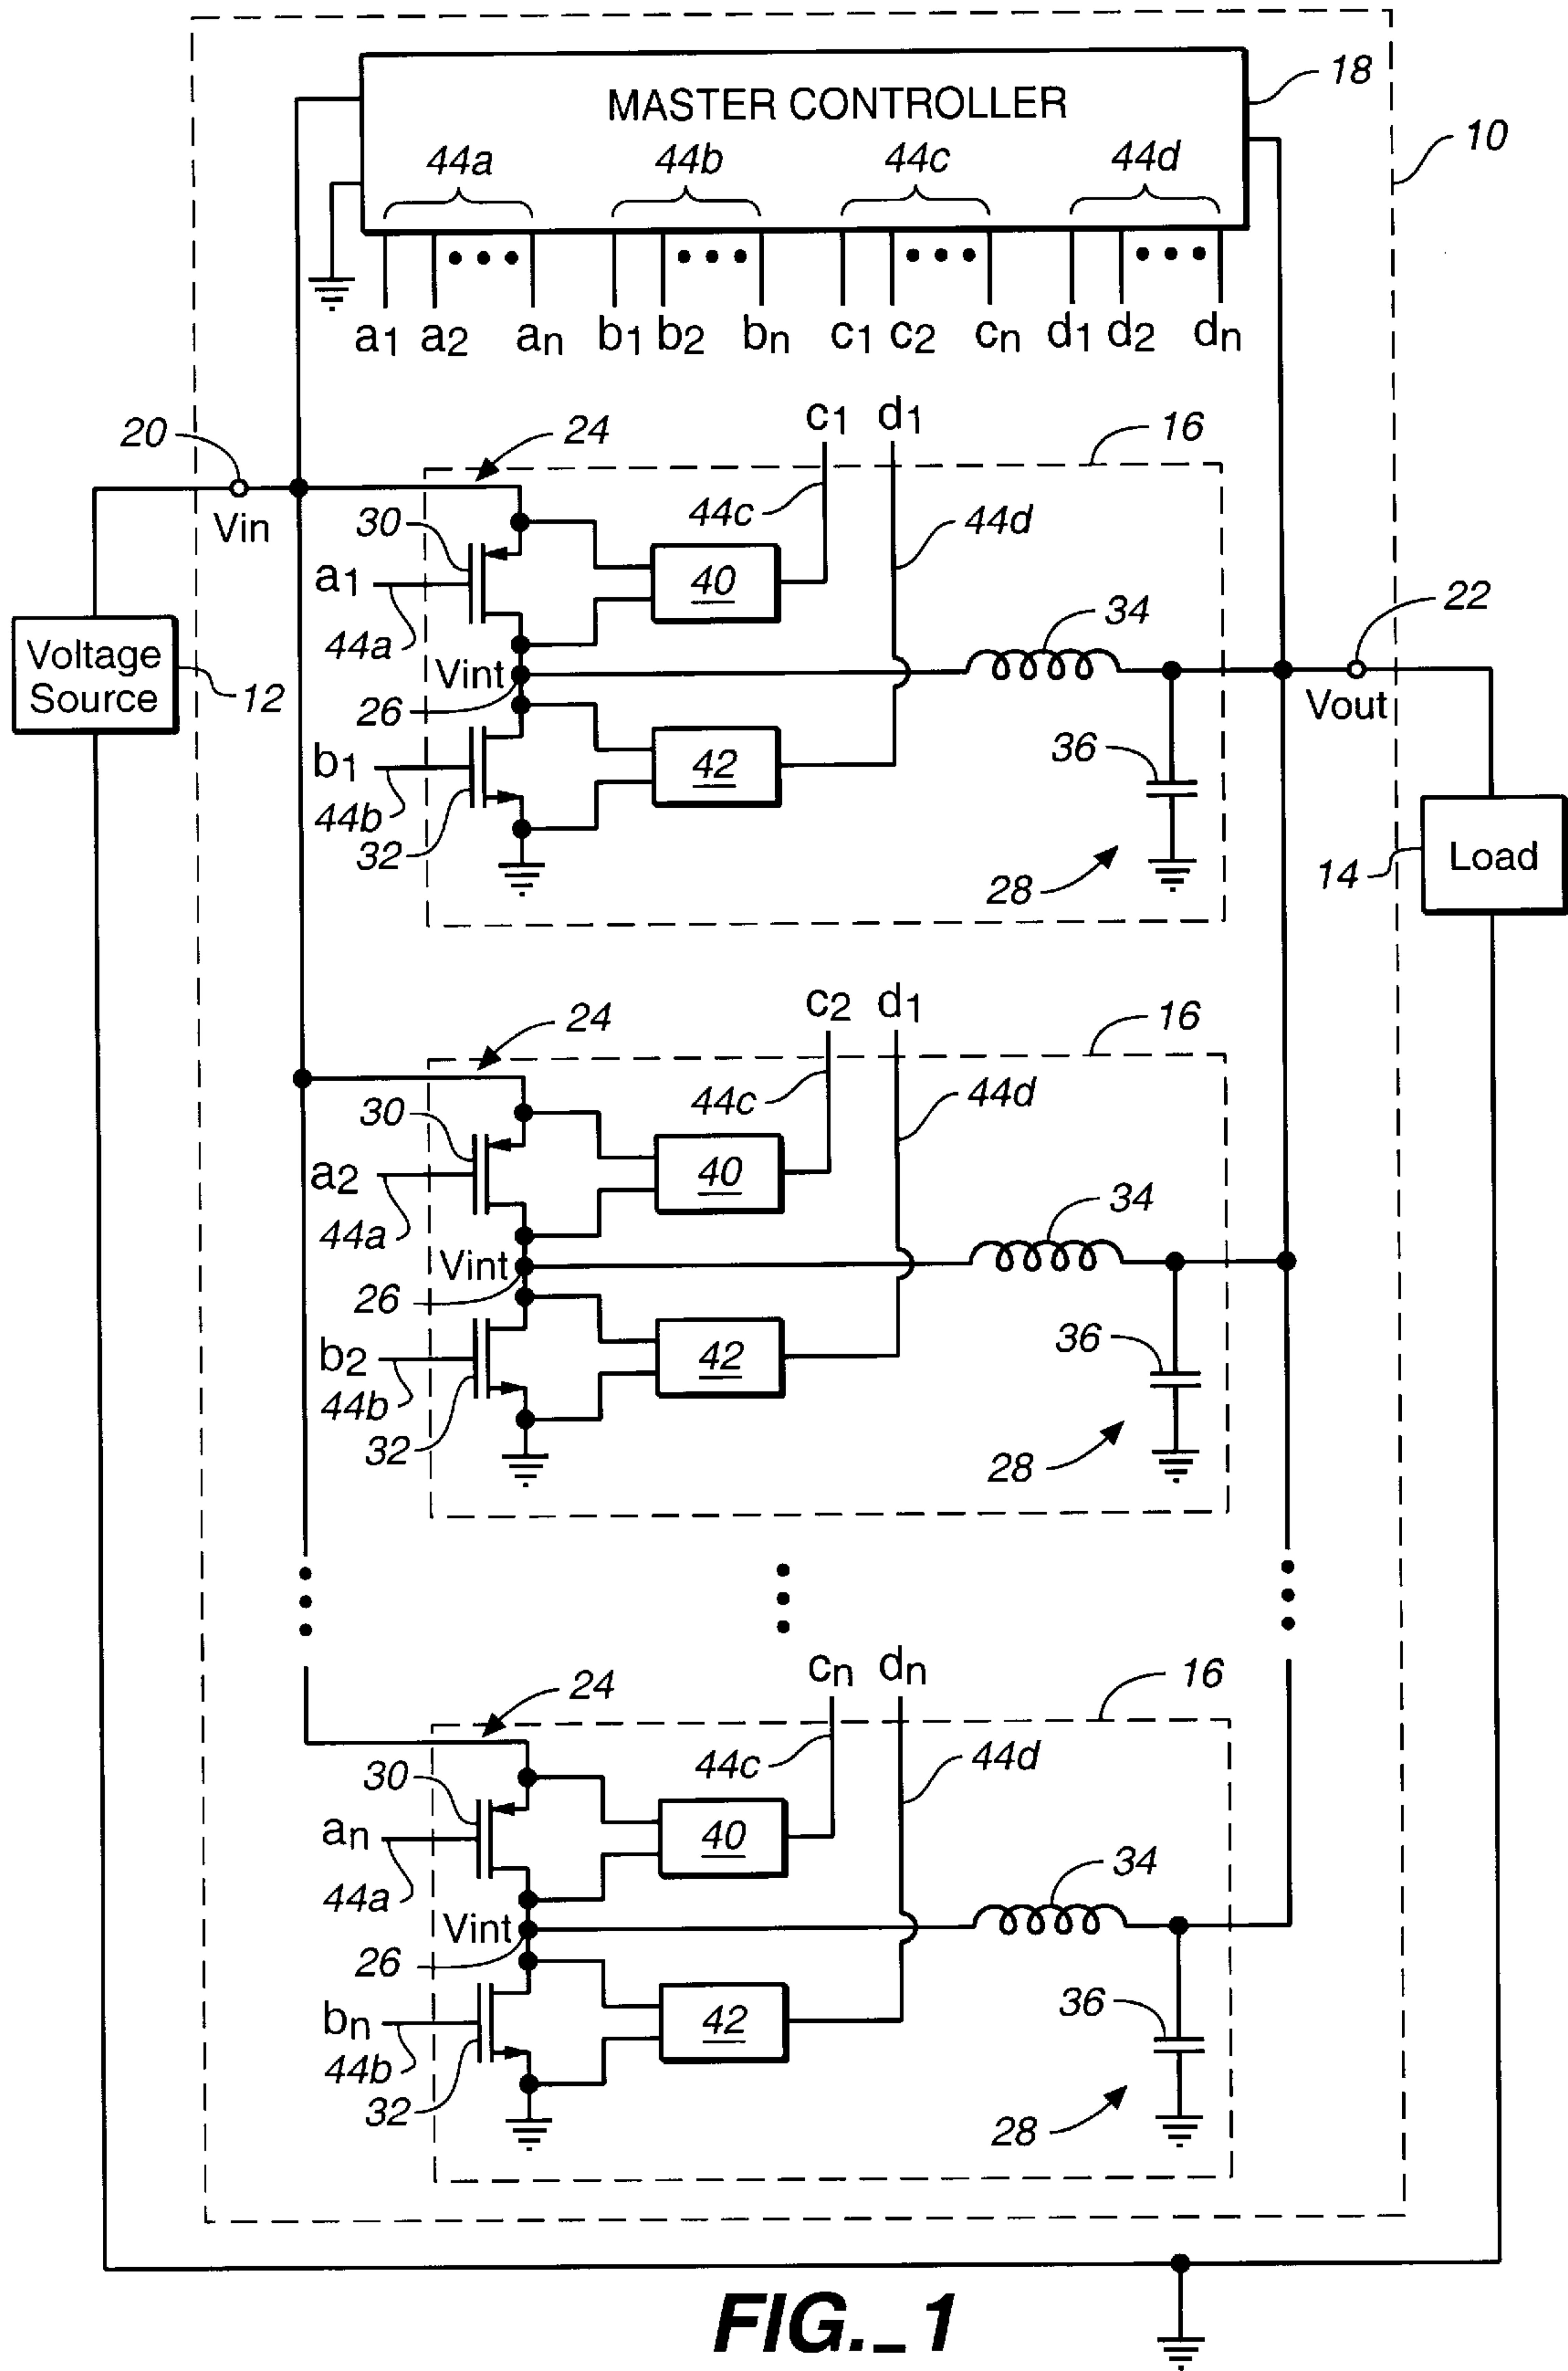 MASTER CONTROLLER
18
10
44a 44b 44c 44d
a1 a2 an b1 b2 bn c1 c2 cn d1 d2 dn
c1 d1
20
24
16
Vin
30
44c
44d
a1
40
44a
34
22
Voltage
Source
12
Vint
26
Vout
b1
42
36
44b
32
28
14
Load
c2 d1
24
16
30
44c
44d
a2
40
44a
34
Vint
26
b2
42
36
44b
32
28
cn dn
24
16
30
44c
44d
an
40
44a
34
Vint
26
bn
42
36
44b
32
28
FIG._1